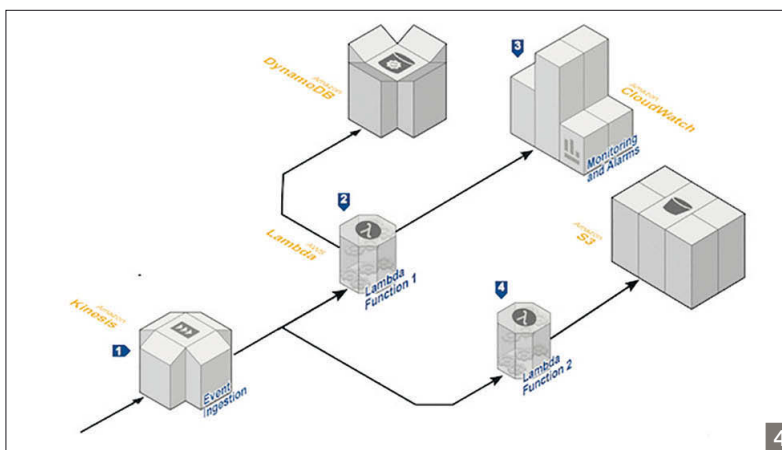 Amazon
DynamoDB
3
Amazon
CloudWatch
Monitoring
and Alarms
2
AWS
Lambda
λ
Lambda
Function 1
Amazon
S3
Amazon
Kinesis
1
Event
Ingestion
4
λ
Lambda
Function 2
4